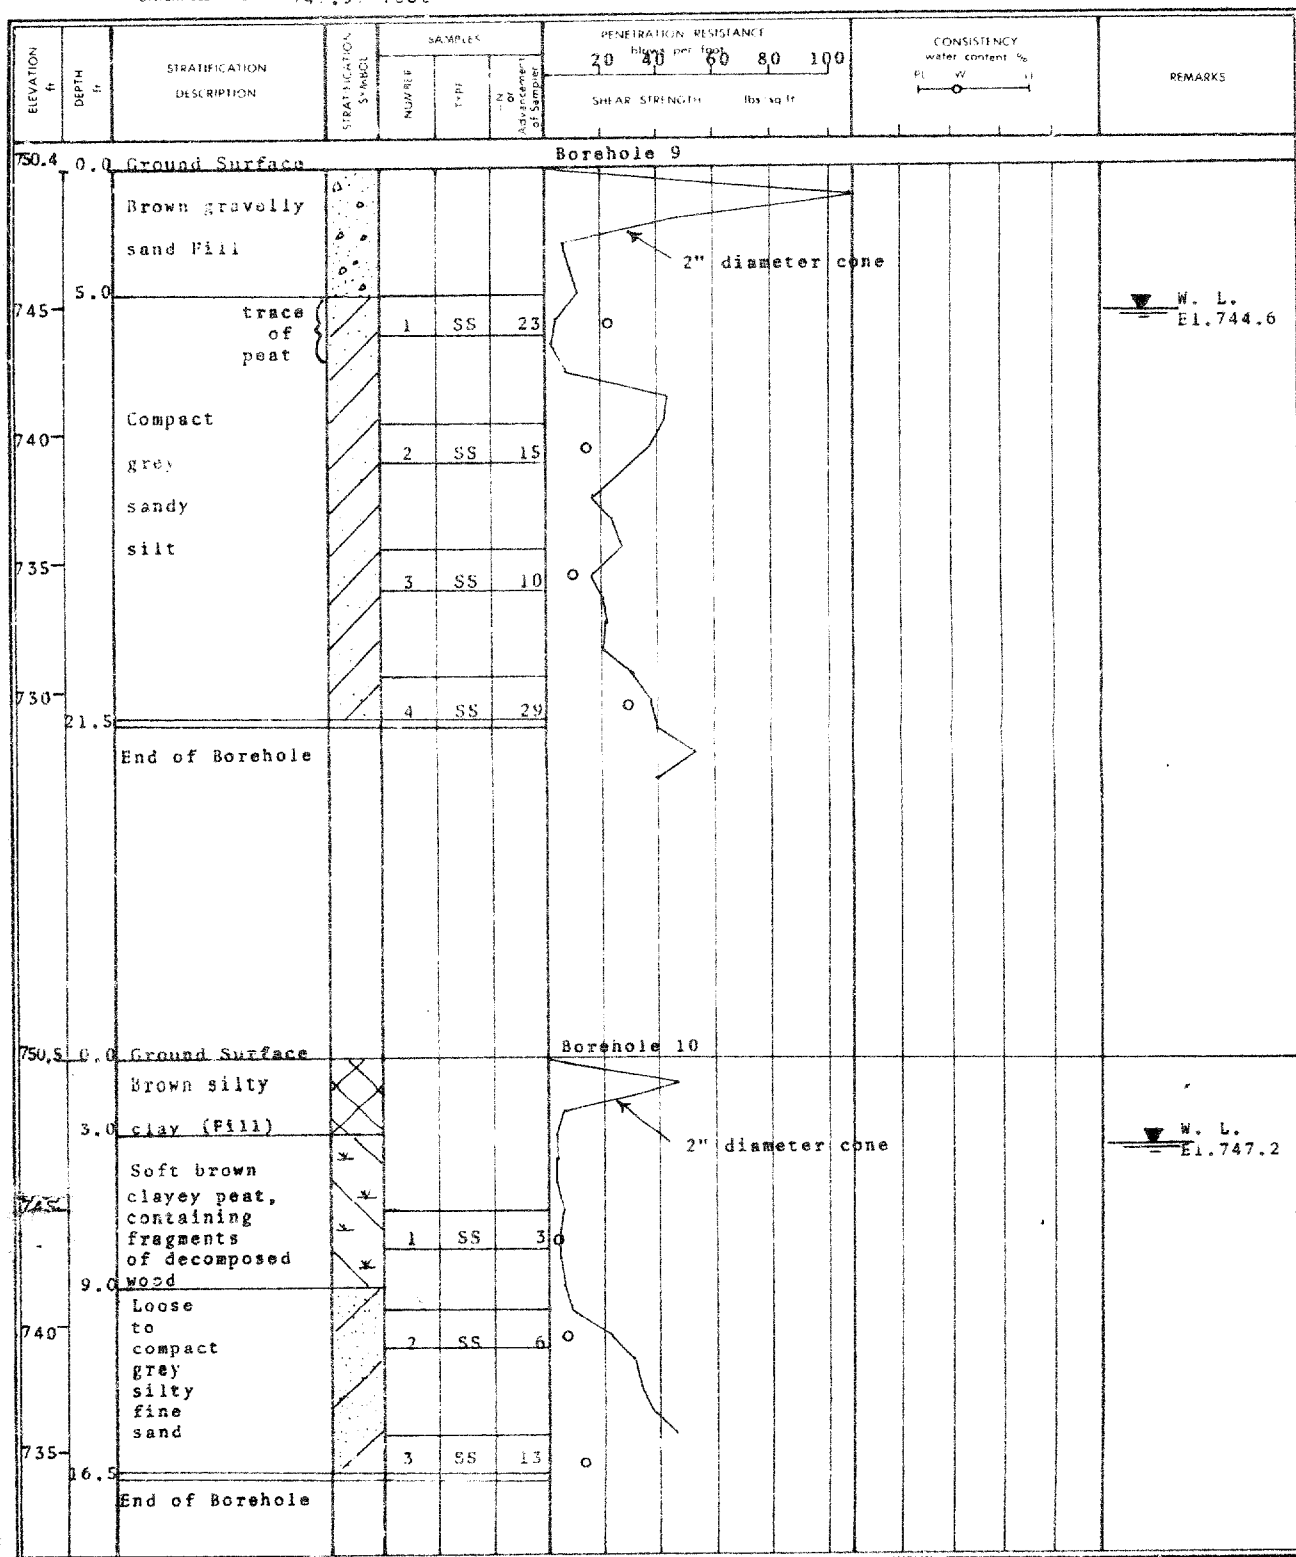 ELEVATION ft
DEPTH ft
STRATIFICATION DESCRIPTION
STRATIFICATION SYMBOL
SAMPLES
NUMBER
TYPE
"N" or Advancement of Sampler
PENETRATION RESISTANCE
blows per foot
20 40 60 80 100
SHEAR STRENGTH lbs/sq ft
CONSISTENCY
water content %
PL W LL
REMARKS
Borehole 9
750.4 0.0 Ground Surface
Brown gravelly
sand Fill
2" diameter cone
5.0
745
W. L.
El.744.6
trace
of
peat
1 SS 23
Compact
740
grey
2 SS 15
sandy
silt
735
3 SS 10
730
4 SS 29
21.5
End of Borehole
Borehole 10
750.5 0.0 Ground Surface
Brown silty
3.0 clay (Fill)
2" diameter cone
W. L.
El.747.2
Soft brown
clayey peat,
745
containing
fragments
1 SS 3
of decomposed
9.0 wood
Loose
740
to
compact
2 SS 6
grey
silty
fine
sand
735
3 SS 13
16.5
End of Borehole